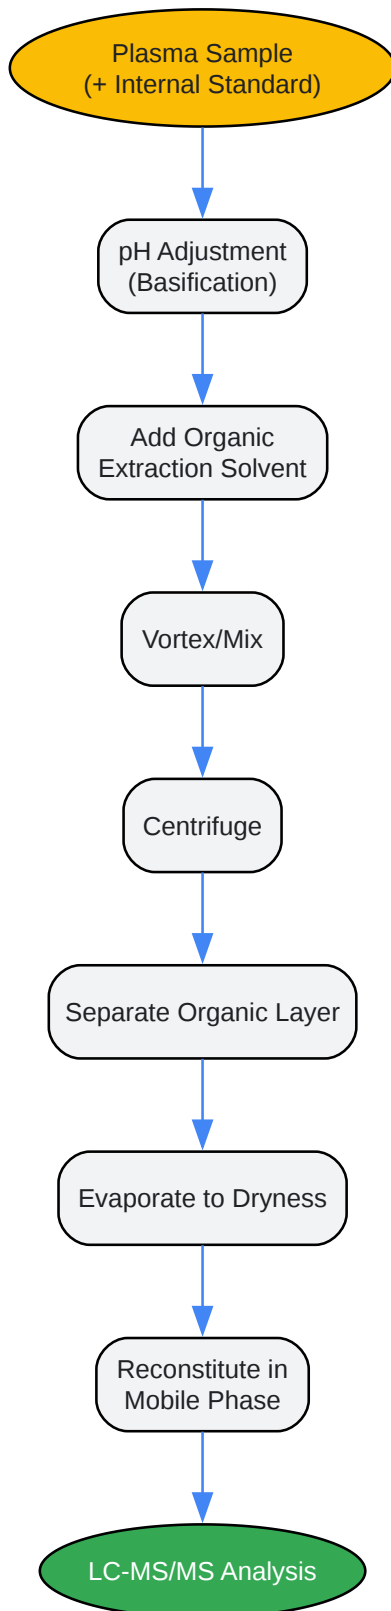 Plasma Sample
(+ Internal Standard)
pH Adjustment
(Basification)
Add Organic
Extraction Solvent
Vortex/Mix
Centrifuge
Separate Organic Layer
Evaporate to Dryness
Reconstitute in
Mobile Phase
LC-MS/MS Analysis